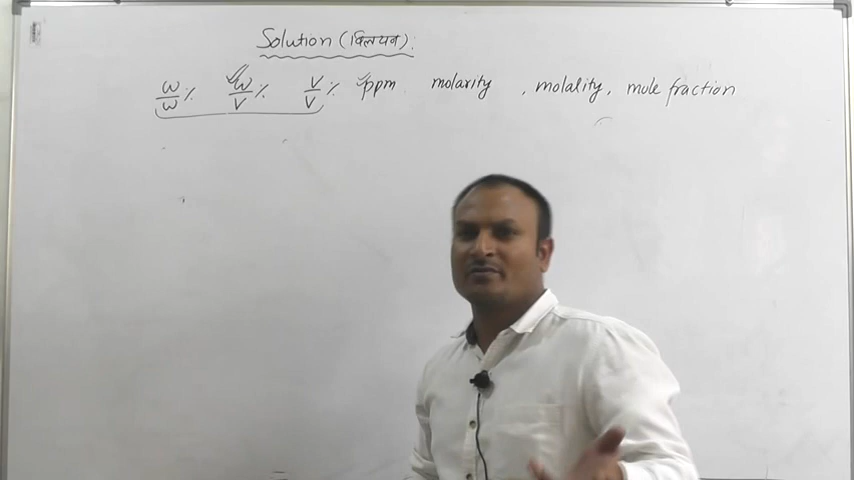 Solution (विलयन):
w/w % ✓w/v % v/v % ✓ppm. molarity , molality, mole fraction